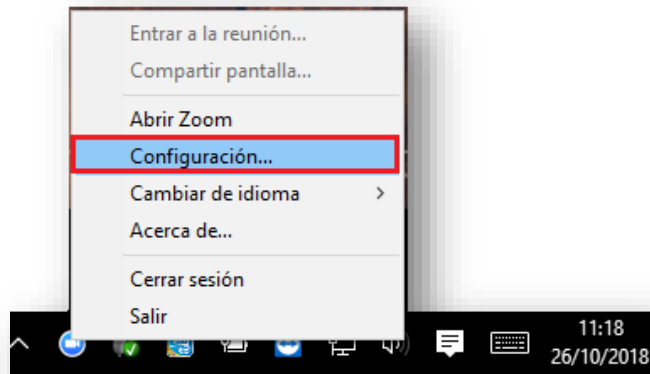 Entrar a la reunión...
Compartir pantalla...
Abrir Zoom
Configuración...
Cambiar de idioma
Acerca de...
Cerrar sesión
Salir
11:18
26/10/2018